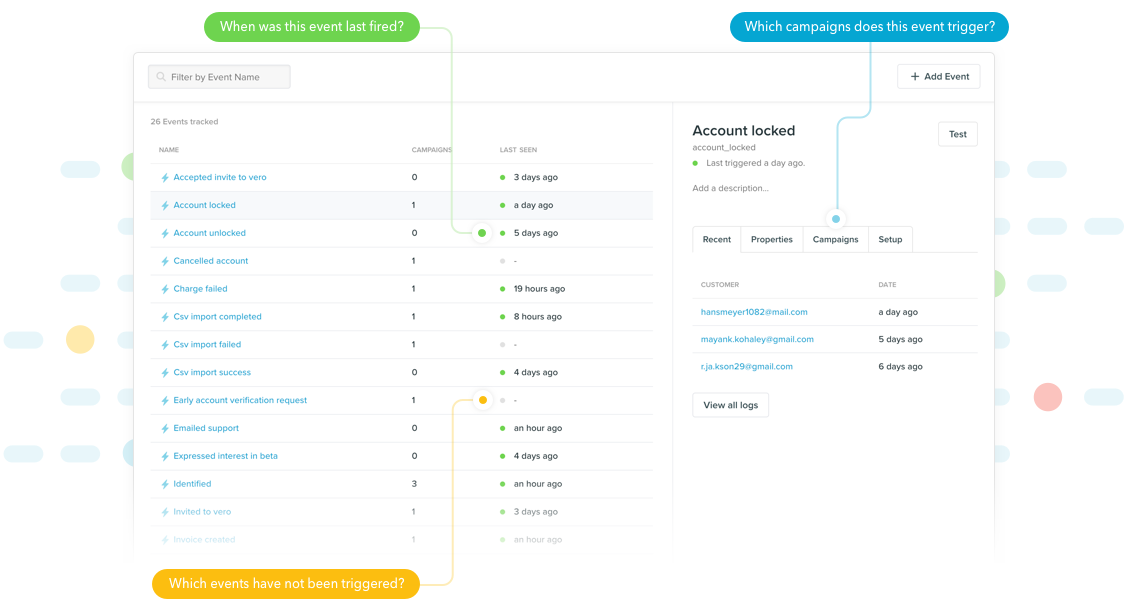 When was this event last fired?
Which campaigns does this event trigger?
Filter by Event Name
+ Add Event
26 Events tracked
NAME CAMPAIGNS LAST SEEN
Accepted invite to vero 0 3 days ago
Account locked 1 a day ago
Account unlocked 0 5 days ago
Cancelled account 1 -
Charge failed 1 19 hours ago
Csv import completed 1 8 hours ago
Csv import failed 1 -
Csv import success 0 4 days ago
Early account verification request 1 -
Emailed support 0 an hour ago
Expressed interest in beta 0 4 days ago
Identified 3 an hour ago
Invited to vero 1 3 days ago
Invoice created 1 an hour ago
Account locked
Test
account_locked
Last triggered a day ago.
Add a description...
Recent Properties Campaigns Setup
CUSTOMER DATE
hansmeyer1082@mail.com a day ago
mayank.kohaley@gmail.com 5 days ago
r.ja.kson29@gmail.com 6 days ago
View all logs
Which events have not been triggered?